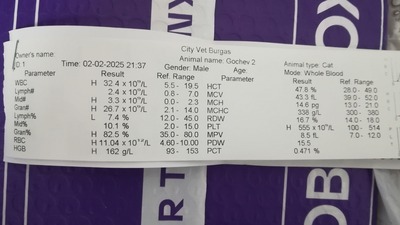 City Vet Burgas
Owner's name Animal name: Gochev 2 Animal type: Cat
ID: 1 Time: 02-02-2025 21:37 Gender: Male Age: Mode: Whole Blood
Parameter Result Ref. Range Parameter Result Ref. Range
WBC H 32.4 x 10⁹/L 5.5 - 19.5 HCT 47.8 % 28.0 - 49.0
Lymph# 2.4 x 10⁹/L 0.8 - 7.0 MCV 43.3 fL 39.0 - 52.0
Mid# H 3.3 x 10⁹/L 0.0 - 2.3 MCH 14.6 pg 13.0 - 21.0
Gran# H 26.7 x 10⁹/L 2.1 - 14.0 MCHC 338 g/L 300 - 380
Lymph% L 7.4 % 12.0 - 45.0 RDW 16.7 % 14.0 - 18.0
Mid% 10.1 % 2.0 - 15.0 PLT H 555 x 10⁹/L 100 - 514
Gran% H 82.5 % 35.0 - 80.0 MPV 8.5 fL 7.0 - 12.0
RBC H 11.04 x 10¹²/L 4.60 - 10.00 PDW 15.5
HGB H 162 g/L 93 - 153 PCT 0.471 %